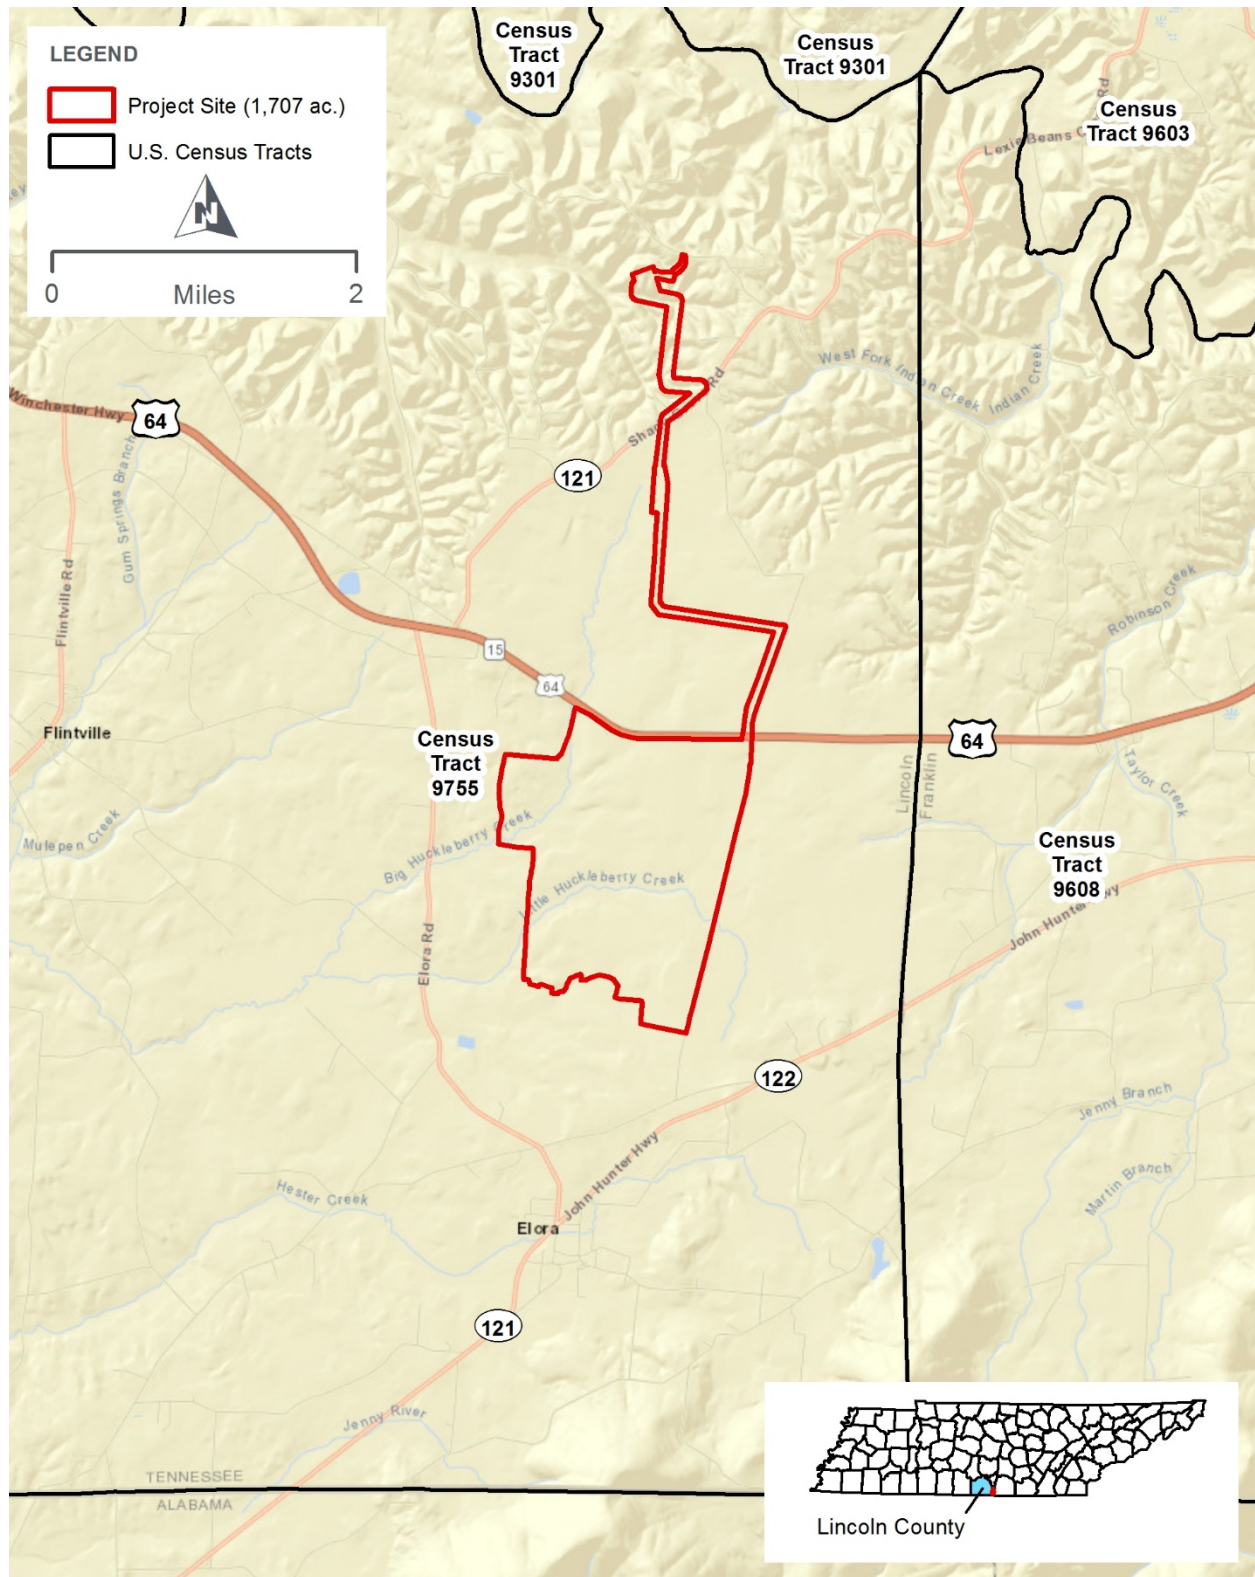 LEGEND
Project Site (1,707 ac.)
U.S. Census Tracts
N
0 Miles 2
Census
Tract
9301
Census
Tract 9301
Census
Tract 9603
Lexie Beans Rd
West Fork Indian Creek
Indian Creek
Winchester Hwy
64
Gum Springs Branch
Flintville Rd
121
Rd
Robinson Creek
15
64
Flintville
Census
Tract
9755
64
Lincoln
Franklin
Taylor Creek
Mulepen Creek
Big Huckleberry Creek
Little Huckleberry Creek
Census
Tract
9608
John Hunter Hwy
Elora Rd
122
Jenny Branch
Martin Branch
John Hunter Hwy
Hester Creek
Elora
121
Jenny River
TENNESSEE
ALABAMA
Lincoln County